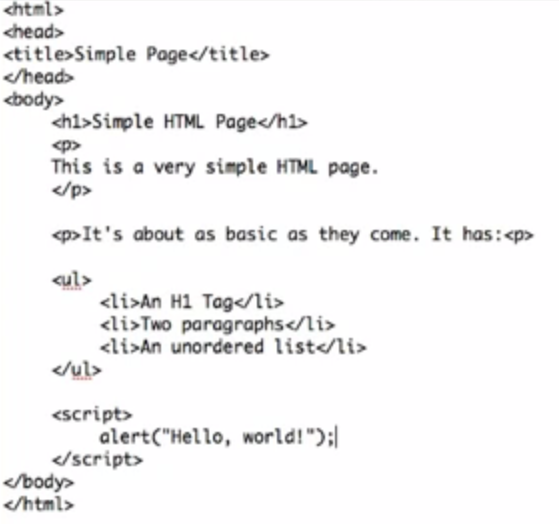 <html>
<head>
<title>Simple Page</title>
</head>
<body>
<h1>Simple HTML Page</h1>
<p>
This is a very simple HTML page.
</p>
<p>It's about as basic as they come. It has:<p>
<ul>
<li>An H1 Tag</li>
<li>Two paragraphs</li>
<li>An unordered list</li>
</ul>
<script>
alert("Hello, world!");
</script>
</body>
</html>